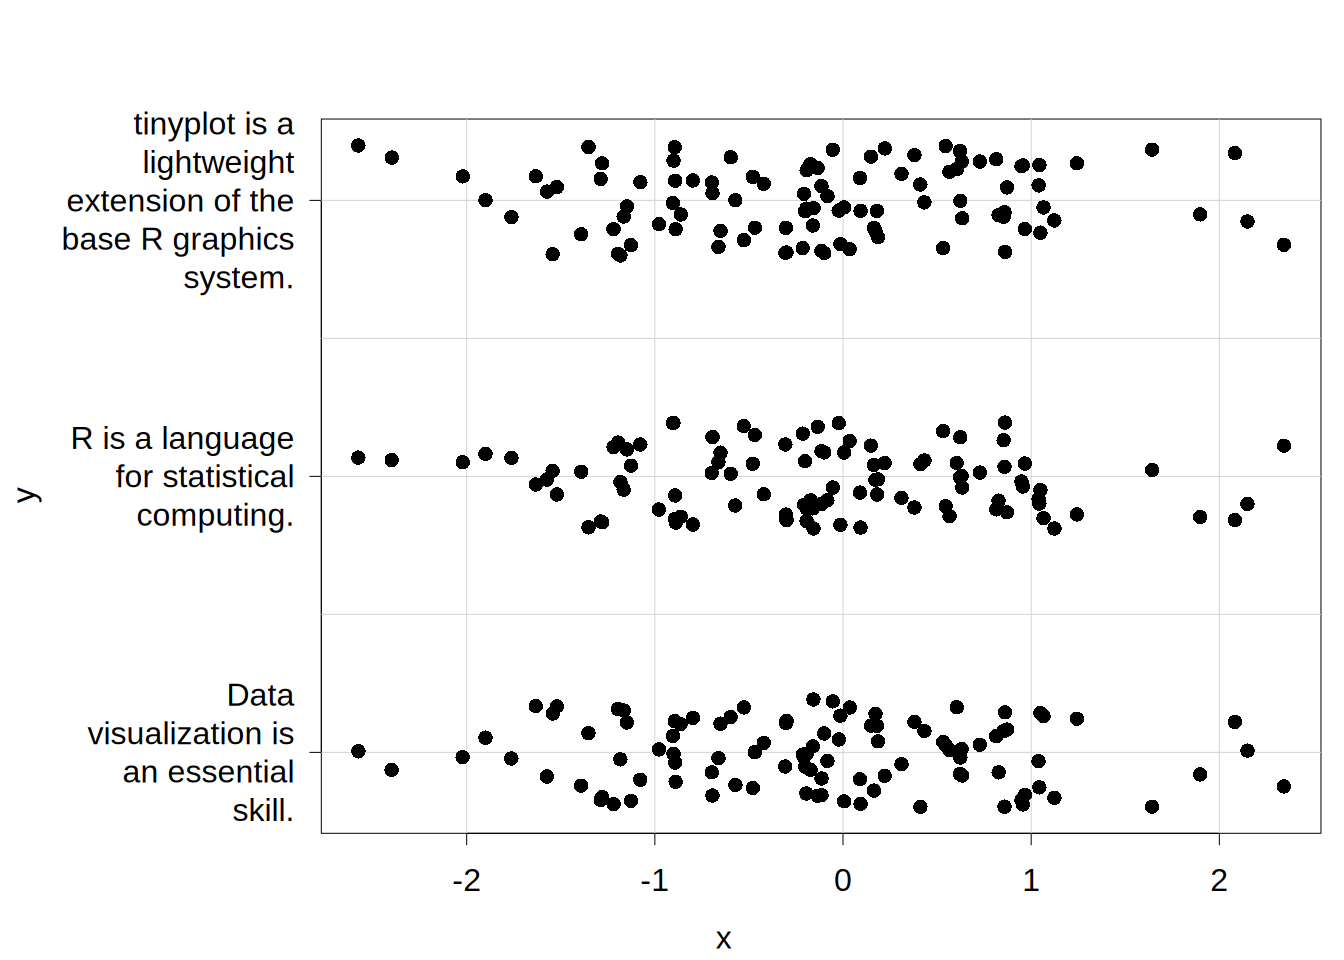 tinyplot is a
lightweight
extension of the
base R graphics
system.
R is a language
for statistical
computing.
y
Data
visualization is
an essential
skill.
-2 -1 0 1 2
x